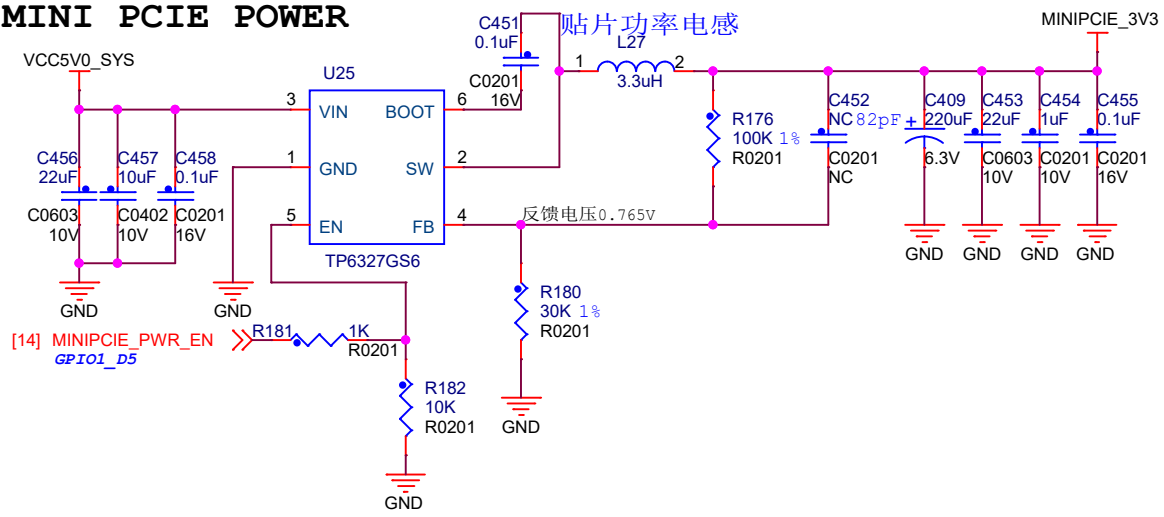 MINI PCIE POWER
VCC5V0_SYS
C456
22uF
C0603
10V
C457
10uF
C0402
10V
C458
0.1uF
C0201
16V
GND
GND
U25
3
VIN
BOOT
6
1
GND
SW
2
5
EN
FB
4
TP6327GS6
C451
0.1uF
C0201
16V
贴片功率电感
L27
1
2
3.3uH
MINIPCIE_3V3
R176
100K 1%
R0201
C452
NC 82pF
C0201
NC
C409
+
220uF
6.3V
GND
C453
22uF
C0603
10V
GND
C454
1uF
C0201
10V
GND
C455
0.1uF
C0201
16V
GND
反馈电压0.765V
R180
30K 1%
R0201
GND
[14] MINIPCIE_PWR_EN
GPIO1_D5
R181
1K
R0201
R182
10K
R0201
GND